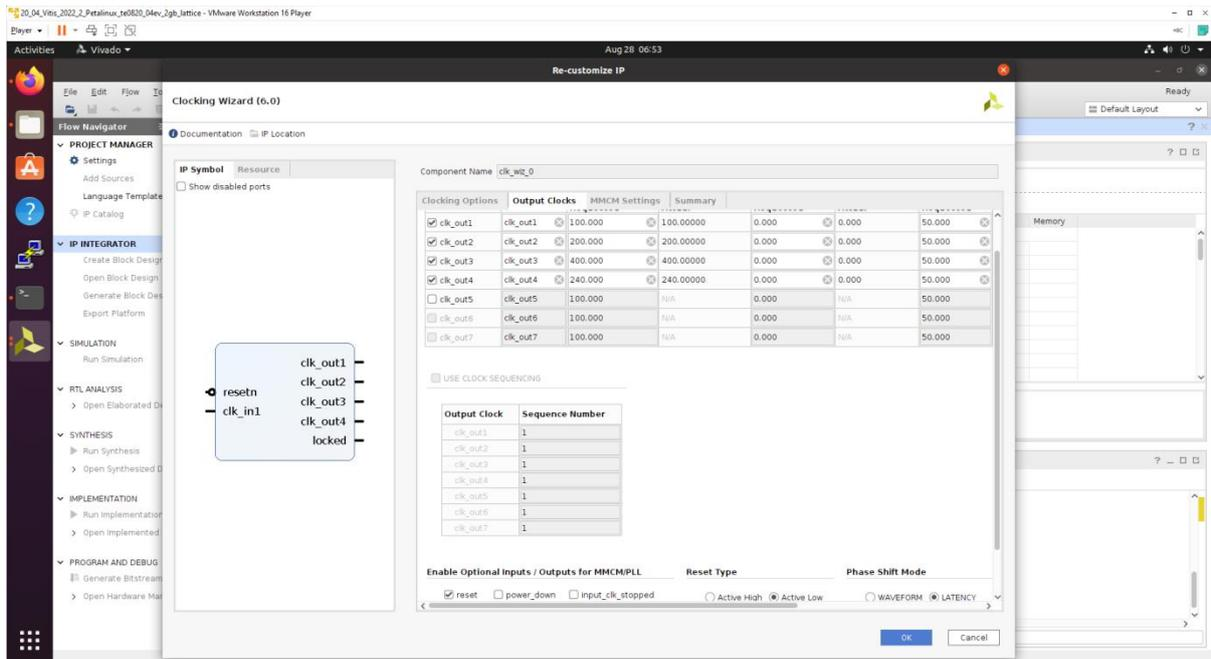 20_04_Vitis_2022_2_Petalinux_te0820_04ev_2gb_lattice - VMware Workstation 16 Player
Player
Activities Vivado Aug 28 06:53
Re-customize IP
File Edit Flow To
Ready
Default Layout
Flow Navigator
PROJECT MANAGER
Settings
Add Sources
Language Template
IP Catalog
IP INTEGRATOR
Create Block Design
Open Block Design
Generate Block Des
Export Platform
SIMULATION
Run Simulation
RTL ANALYSIS
Open Elaborated De
SYNTHESIS
Run Synthesis
Open Synthesized D
IMPLEMENTATION
Run Implementation
Open Implemented
PROGRAM AND DEBUG
Generate Bitstream
Open Hardware Man
Clocking Wizard (6.0)
Documentation IP Location
IP Symbol Resource
Show disabled ports
resetn
clk_in1
clk_out1
clk_out2
clk_out3
clk_out4
locked
Component Name clk_wiz_0
Clocking Options Output Clocks MMCM Settings Summary
clk_out1 clk_out1 100.000 100.00000 0.000 0.000 50.000
clk_out2 clk_out2 200.000 200.00000 0.000 0.000 50.000
clk_out3 clk_out3 400.000 400.00000 0.000 0.000 50.000
clk_out4 clk_out4 240.000 240.00000 0.000 0.000 50.000
clk_out5 clk_out5 100.000 N/A 0.000 N/A 50.000
clk_out6 clk_out6 100.000 N/A 0.000 N/A 50.000
clk_out7 clk_out7 100.000 N/A 0.000 N/A 50.000
USE CLOCK SEQUENCING
Output Clock Sequence Number
clk_out1 1
clk_out2 1
clk_out3 1
clk_out4 1
clk_out5 1
clk_out6 1
clk_out7 1
Enable Optional Inputs / Outputs for MMCM/PLL Reset Type Phase Shift Mode
reset power_down input_clk_stopped Active High Active Low WAVEFORM LATENCY
OK Cancel
Memory